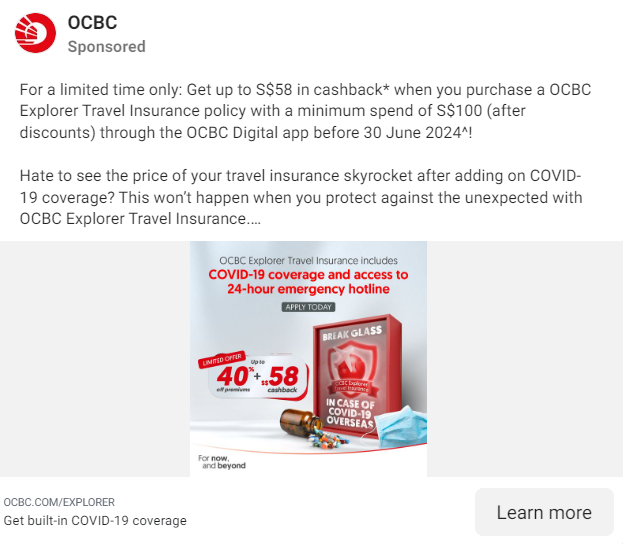 OCBC
Sponsored
For a limited time only: Get up to S$58 in cashback* when you purchase a OCBC
Explorer Travel Insurance policy with a minimum spend of S$100 (after
discounts) through the OCBC Digital app before 30 June 2024^!
Hate to see the price of your travel insurance skyrocket after adding on COVID-
19 coverage? This won’t happen when you protect against the unexpected with
OCBC Explorer Travel Insurance....
OCBC Explorer Travel Insurance includes
COVID-19 coverage and access to
24-hour emergency hotline
APPLY TODAY
BREAK GLASS
OCBC Explorer
Travel Insurance
IN CASE OF
COVID-19
OVERSEAS
LIMITED OFFER
Up to
40% + S$58
off premiums cashback
For now,
and beyond
OCBC.COM/EXPLORER
Get built-in COVID-19 coverage
Learn more